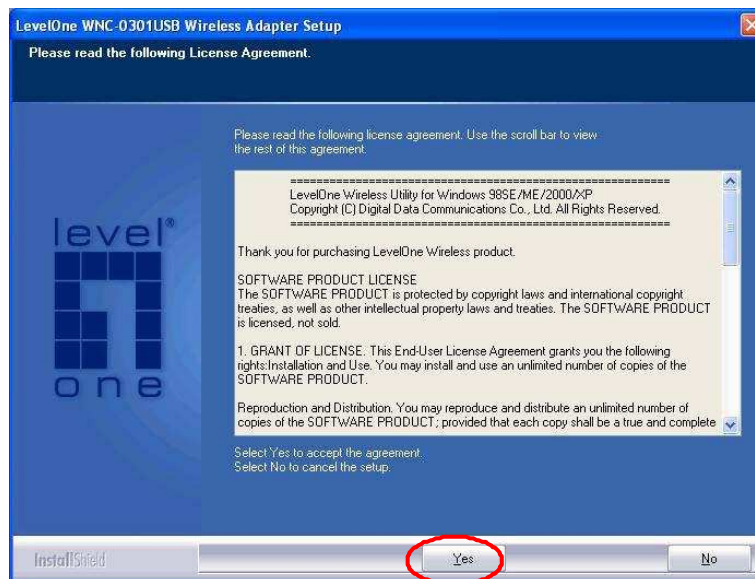 LevelOne WNC-0301USB Wireless Adapter Setup
Please read the following License Agreement.
Please read the following license agreement. Use the scroll bar to view
the rest of this agreement.
============================================================
LevelOne Wireless Utility for Windows 98SE/ME/2000/XP
Copyright (C) Digital Data Communications Co., Ltd. All Rights Reserved.
============================================================
Thank you for purchasing LevelOne Wireless product.
SOFTWARE PRODUCT LICENSE
The SOFTWARE PRODUCT is protected by copyright laws and international copyright
treaties, as well as other intellectual property laws and treaties. The SOFTWARE PRODUCT
is licensed, not sold.
1. GRANT OF LICENSE. This End-User License Agreement grants you the following
rights:Installation and Use. You may install and use an unlimited number of copies of the
SOFTWARE PRODUCT.
Reproduction and Distribution. You may reproduce and distribute an unlimited number of
copies of the SOFTWARE PRODUCT; provided that each copy shall be a true and complete
level®
one
Select Yes to accept the agreement.
Select No to cancel the setup.
InstallShield
Yes
No